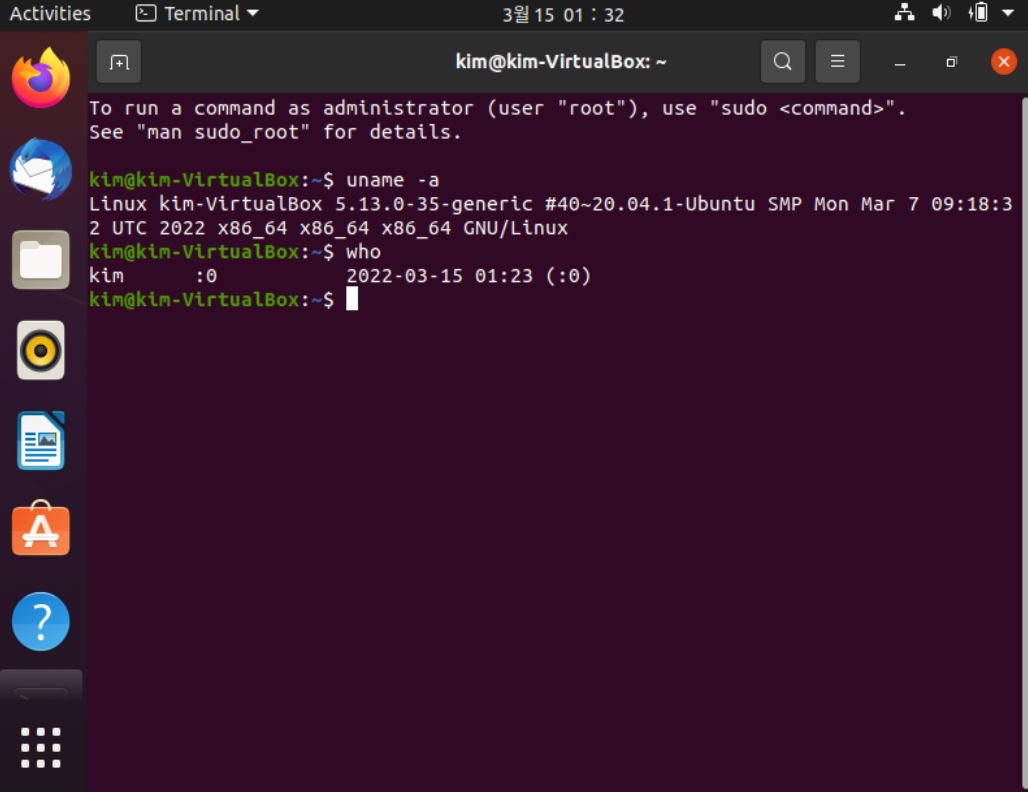 Activities Terminal 3월 15 01 : 32
kim@kim-VirtualBox: ~
To run a command as administrator (user "root"), use "sudo <command>".
See "man sudo_root" for details.
kim@kim-VirtualBox:~$ uname -a
Linux kim-VirtualBox 5.13.0-35-generic #40~20.04.1-Ubuntu SMP Mon Mar 7 09:18:3
2 UTC 2022 x86_64 x86_64 x86_64 GNU/Linux
kim@kim-VirtualBox:~$ who
kim      :0           2022-03-15 01:23 (:0)
kim@kim-VirtualBox:~$